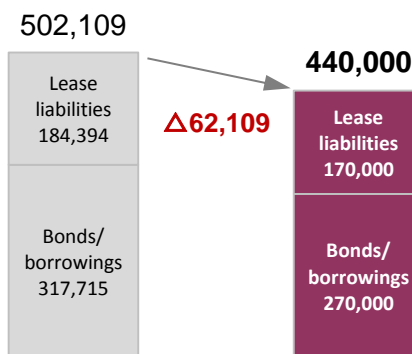 502,109
Lease
liabilities
184,394
Bonds/
borrowings
317,715
△62,109
440,000
Lease
liabilities
170,000
Bonds/
borrowings
270,000